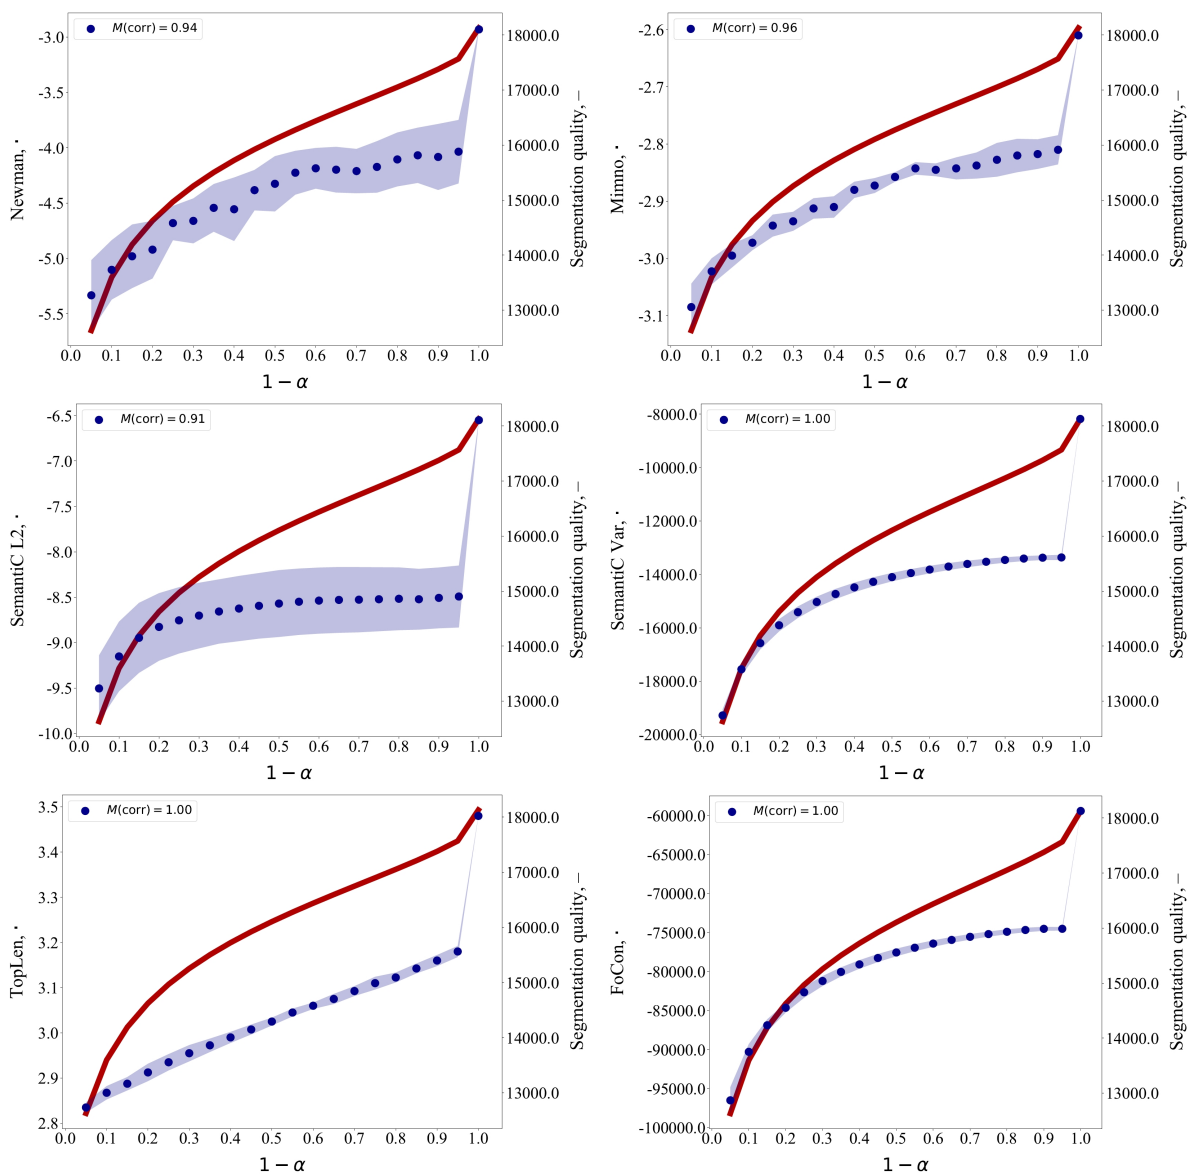 M(corr) = 0.94
Newman, ·
-3.0
-3.5
-4.0
-4.5
-5.0
-5.5
18000.0
17000.0
16000.0
15000.0
14000.0
13000.0
Segmentation quality, —
0.0 0.1 0.2 0.3 0.4 0.5 0.6 0.7 0.8 0.9 1.0
1 − α
M(corr) = 0.96
Mimno, ·
-2.6
-2.7
-2.8
-2.9
-3.0
-3.1
18000.0
17000.0
16000.0
15000.0
14000.0
13000.0
Segmentation quality, —
0.0 0.1 0.2 0.3 0.4 0.5 0.6 0.7 0.8 0.9 1.0
1 − α
M(corr) = 0.91
SemantiC L2, ·
-6.5
-7.0
-7.5
-8.0
-8.5
-9.0
-9.5
-10.0
18000.0
17000.0
16000.0
15000.0
14000.0
13000.0
Segmentation quality, —
0.0 0.1 0.2 0.3 0.4 0.5 0.6 0.7 0.8 0.9 1.0
1 − α
M(corr) = 1.00
SemantiC Var, ·
-8000.0
-10000.0
-12000.0
-14000.0
-16000.0
-18000.0
-20000.0
18000.0
17000.0
16000.0
15000.0
14000.0
13000.0
Segmentation quality, —
0.0 0.1 0.2 0.3 0.4 0.5 0.6 0.7 0.8 0.9 1.0
1 − α
M(corr) = 1.00
TopLen, ·
3.5
3.4
3.3
3.2
3.1
3.0
2.9
2.8
18000.0
17000.0
16000.0
15000.0
14000.0
13000.0
Segmentation quality, —
0.0 0.1 0.2 0.3 0.4 0.5 0.6 0.7 0.8 0.9 1.0
1 − α
M(corr) = 1.00
FoCon, ·
-60000.0
-65000.0
-70000.0
-75000.0
-80000.0
-85000.0
-90000.0
-95000.0
-100000.0
18000.0
17000.0
16000.0
15000.0
14000.0
13000.0
Segmentation quality, —
0.0 0.1 0.2 0.3 0.4 0.5 0.6 0.7 0.8 0.9 1.0
1 − α